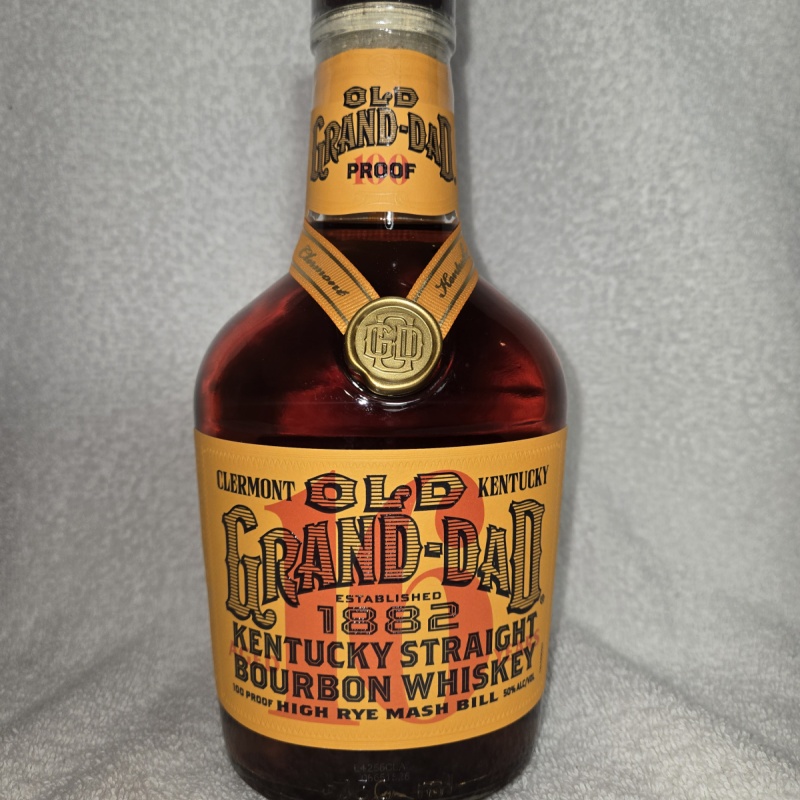 OLD
GRAND-DAD
100
PROOF
Clermont
OGD
CLERMONT OLD KENTUCKY
GRAND-DAD®
16
ESTABLISHED
1882
KENTUCKY STRAIGHT
BOURBON WHISKEY
100 PROOF HIGH RYE MASH BILL 50% ALC/VOL